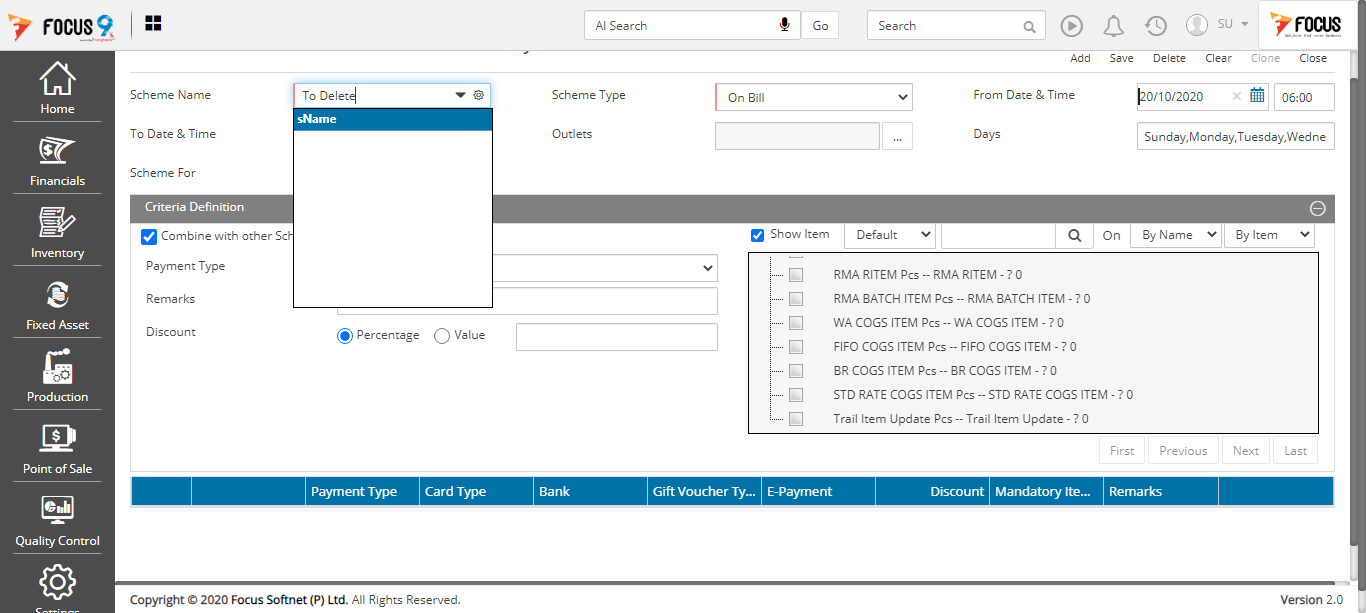 FOCUS 9
AI Search
Go
Search
SU
FOCUS
Add Save Delete Clear Clone Close
Scheme Name
To Delete
Scheme Type
On Bill
From Date & Time
20/10/2020
06:00
sName
To Date & Time
Outlets
...
Days
Sunday,Monday,Tuesday,Wedne
Scheme For
Criteria Definition
Combine with other Sch
Show Item
Default
On
By Name
By Item
Payment Type
Remarks
Discount
Percentage
Value
RMA RITEM Pcs -- RMA RITEM - ? 0
RMA BATCH ITEM Pcs -- RMA BATCH ITEM - ? 0
WA COGS ITEM Pcs -- WA COGS ITEM - ? 0
FIFO COGS ITEM Pcs -- FIFO COGS ITEM - ? 0
BR COGS ITEM Pcs -- BR COGS ITEM - ? 0
STD RATE COGS ITEM Pcs -- STD RATE COGS ITEM - ? 0
Trail Item Update Pcs -- Trail Item Update - ? 0
First Previous Next Last
Payment Type Card Type Bank Gift Voucher Ty... E-Payment Discount Mandatory Ite... Remarks
Home
Financials
Inventory
Fixed Asset
Production
Point of Sale
Quality Control
Settings
Copyright © 2020 Focus Softnet (P) Ltd. All Rights Reserved.
Version 2.0